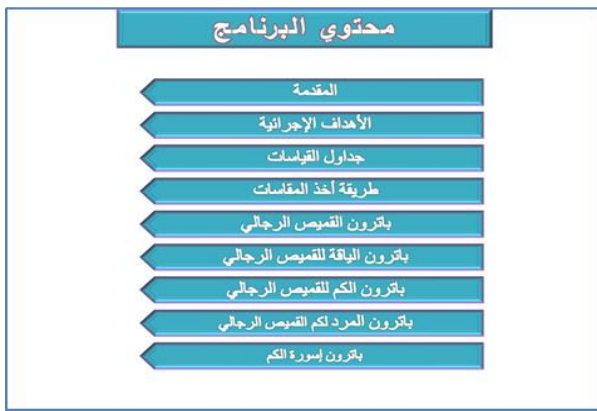 محتوي البرنامج
المقدمة
الأهداف الإجرائية
جداول القياسات
طريقة أخذ المقاسات
باترون القميص الرجالي
باترون الياقة للقميص الرجالي
باترون الكم للقميص الرجالي
باترون المرد لكم القميص الرجالي
باترون إسورة الكم